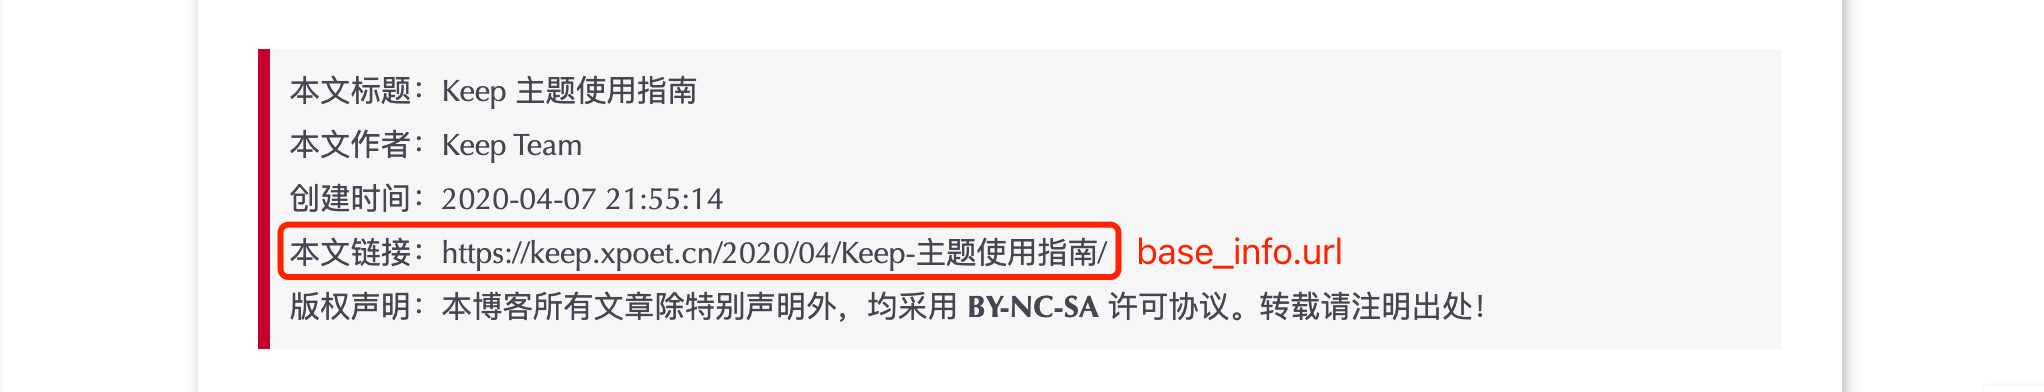 本文标题：Keep 主题使用指南
本文作者：Keep Team
创建时间：2020-04-07 21:55:14
本文链接：https://keep.xpoet.cn/2020/04/Keep-主题使用指南/ base_info.url
版权声明：本博客所有文章除特别声明外，均采用 BY-NC-SA 许可协议。转载请注明出处！